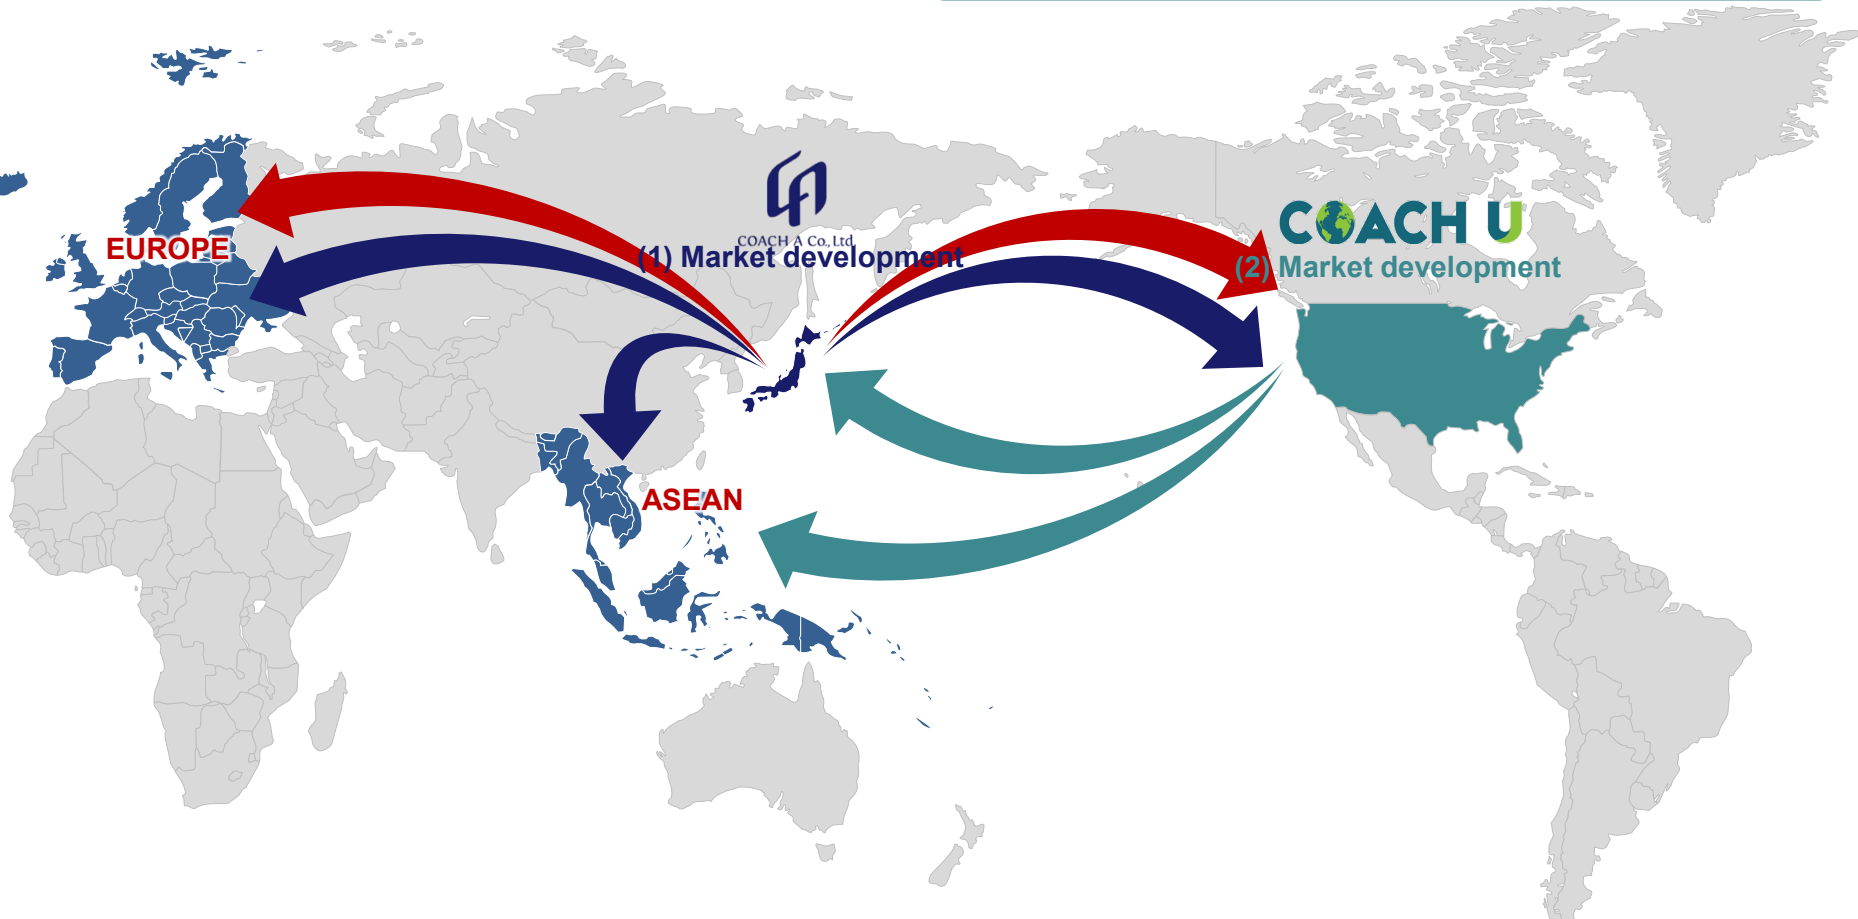 COACH A Co., Ltd.
(1) Market development
COACH U
(2) Market development
EUROPE
ASEAN